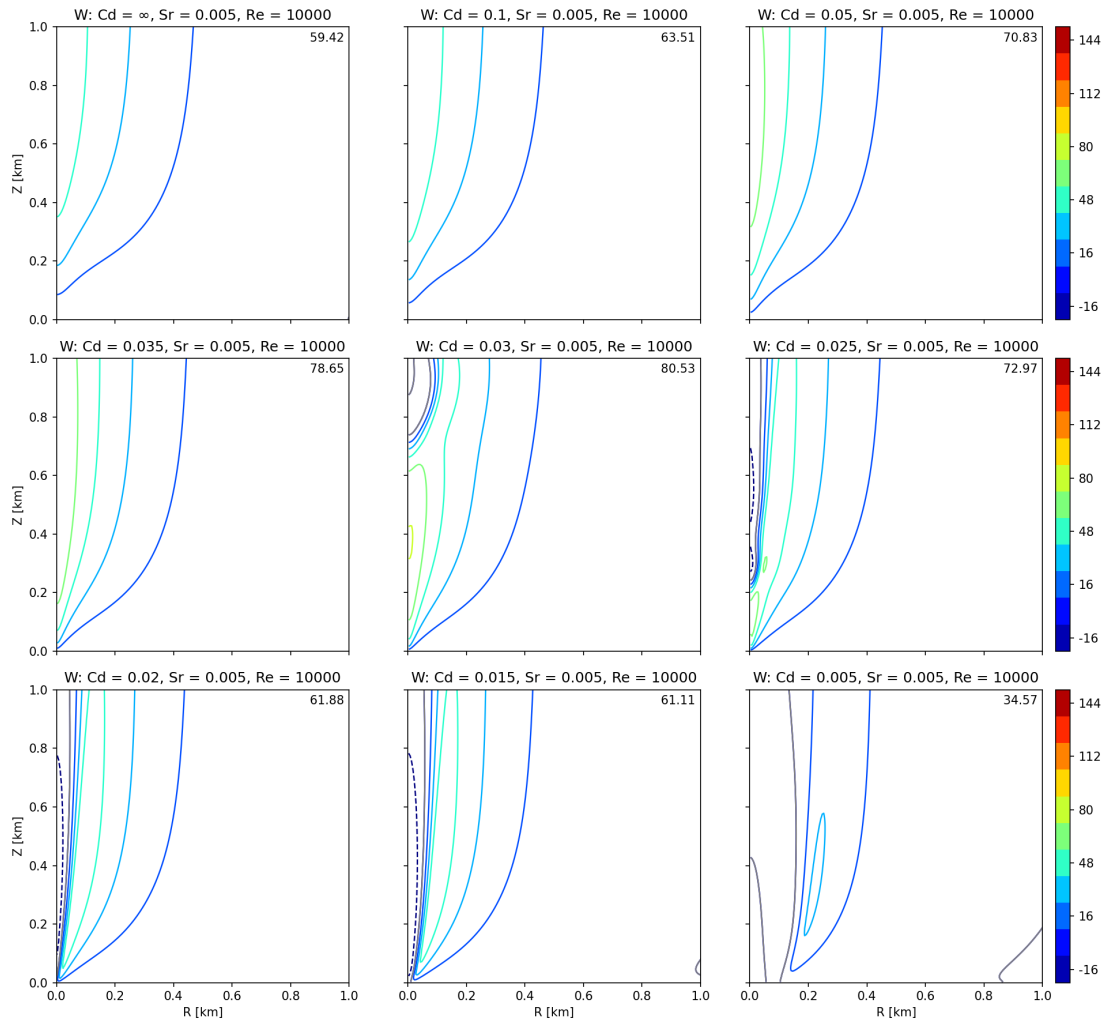 W: Cd = ∞, Sr = 0.005, Re = 10000
W: Cd = 0.1, Sr = 0.005, Re = 10000
W: Cd = 0.05, Sr = 0.005, Re = 10000
59.42
63.51
70.83
1.0
0.8
0.6
0.4
0.2
0.0
Z [km]
144
112
80
48
16
-16
W: Cd = 0.035, Sr = 0.005, Re = 10000
W: Cd = 0.03, Sr = 0.005, Re = 10000
W: Cd = 0.025, Sr = 0.005, Re = 10000
78.65
80.53
72.97
1.0
0.8
0.6
0.4
0.2
0.0
Z [km]
144
112
80
48
16
-16
W: Cd = 0.02, Sr = 0.005, Re = 10000
W: Cd = 0.015, Sr = 0.005, Re = 10000
W: Cd = 0.005, Sr = 0.005, Re = 10000
61.88
61.11
34.57
1.0
0.8
0.6
0.4
0.2
0.0
Z [km]
144
112
80
48
16
-16
0.0 0.2 0.4 0.6 0.8 1.0
0.0 0.2 0.4 0.6 0.8 1.0
0.0 0.2 0.4 0.6 0.8 1.0
R [km]
R [km]
R [km]